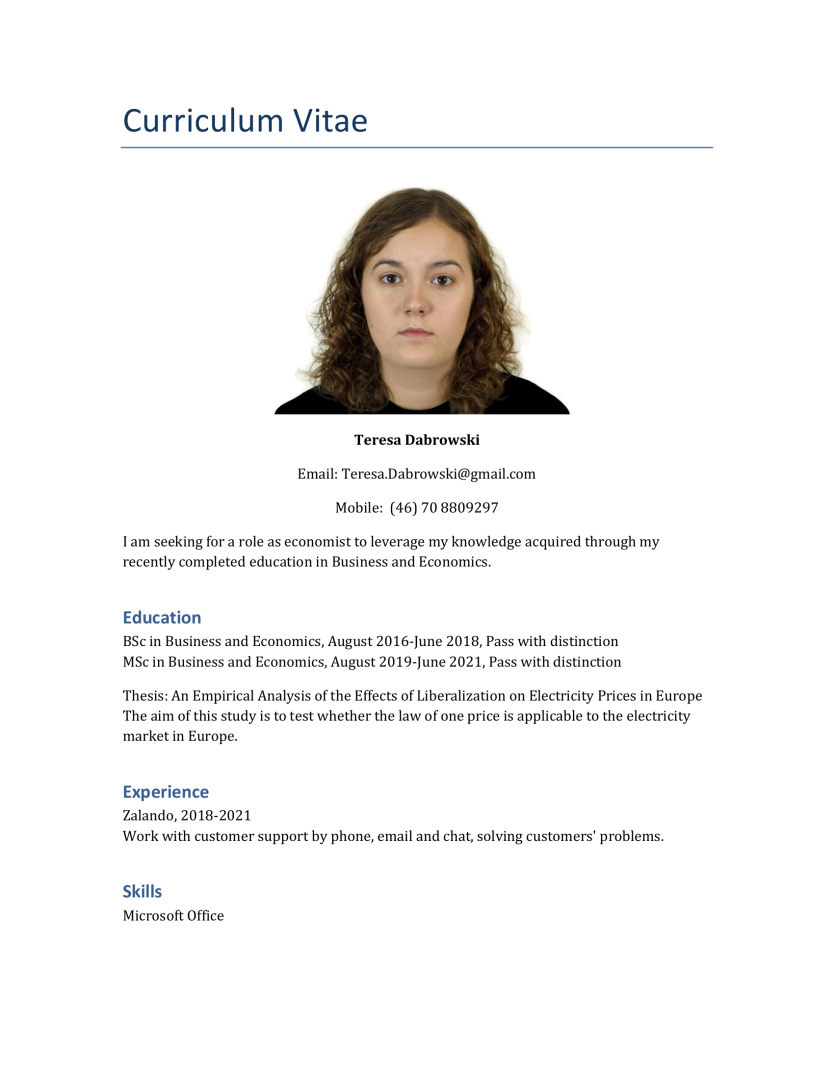 Curriculum Vitae
Teresa Dabrowski
Email: Teresa.Dabrowski@gmail.com
Mobile:  (46) 70 8809297
I am seeking for a role as economist to leverage my knowledge acquired through my
recently completed education in Business and Economics.
Education
BSc in Business and Economics, August 2016-June 2018, Pass with distinction
MSc in Business and Economics, August 2019-June 2021, Pass with distinction
Thesis: An Empirical Analysis of the Effects of Liberalization on Electricity Prices in Europe
The aim of this study is to test whether the law of one price is applicable to the electricity
market in Europe.
Experience
Zalando, 2018-2021
Work with customer support by phone, email and chat, solving customers' problems.
Skills
Microsoft Office